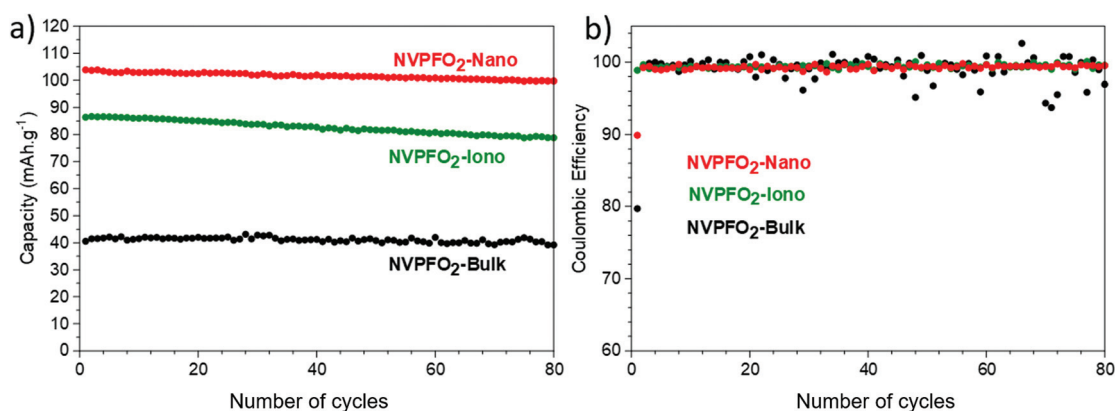 a)
120
110
100
90
80
70
60
50
40
30
20
10
0
Capacity (mAh.g⁻¹)
NVPFO₂-Nano
NVPFO₂-Iono
NVPFO₂-Bulk
0 20 40 60 80
Number of cycles
b)
100
90
80
70
60
Coulombic Efficiency
NVPFO₂-Nano
NVPFO₂-Iono
NVPFO₂-Bulk
0 20 40 60 80
Number of cycles